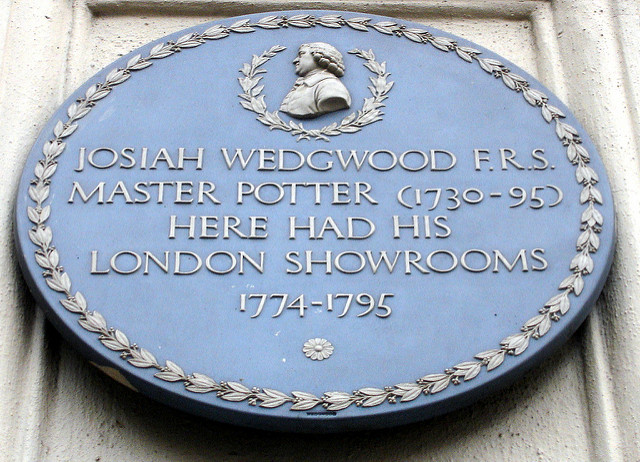 JOSIAH WEDGWOOD F.R.S.
MASTER POTTER (1730-95)
HERE HAD HIS
LONDON SHOWROOMS
1774-1795